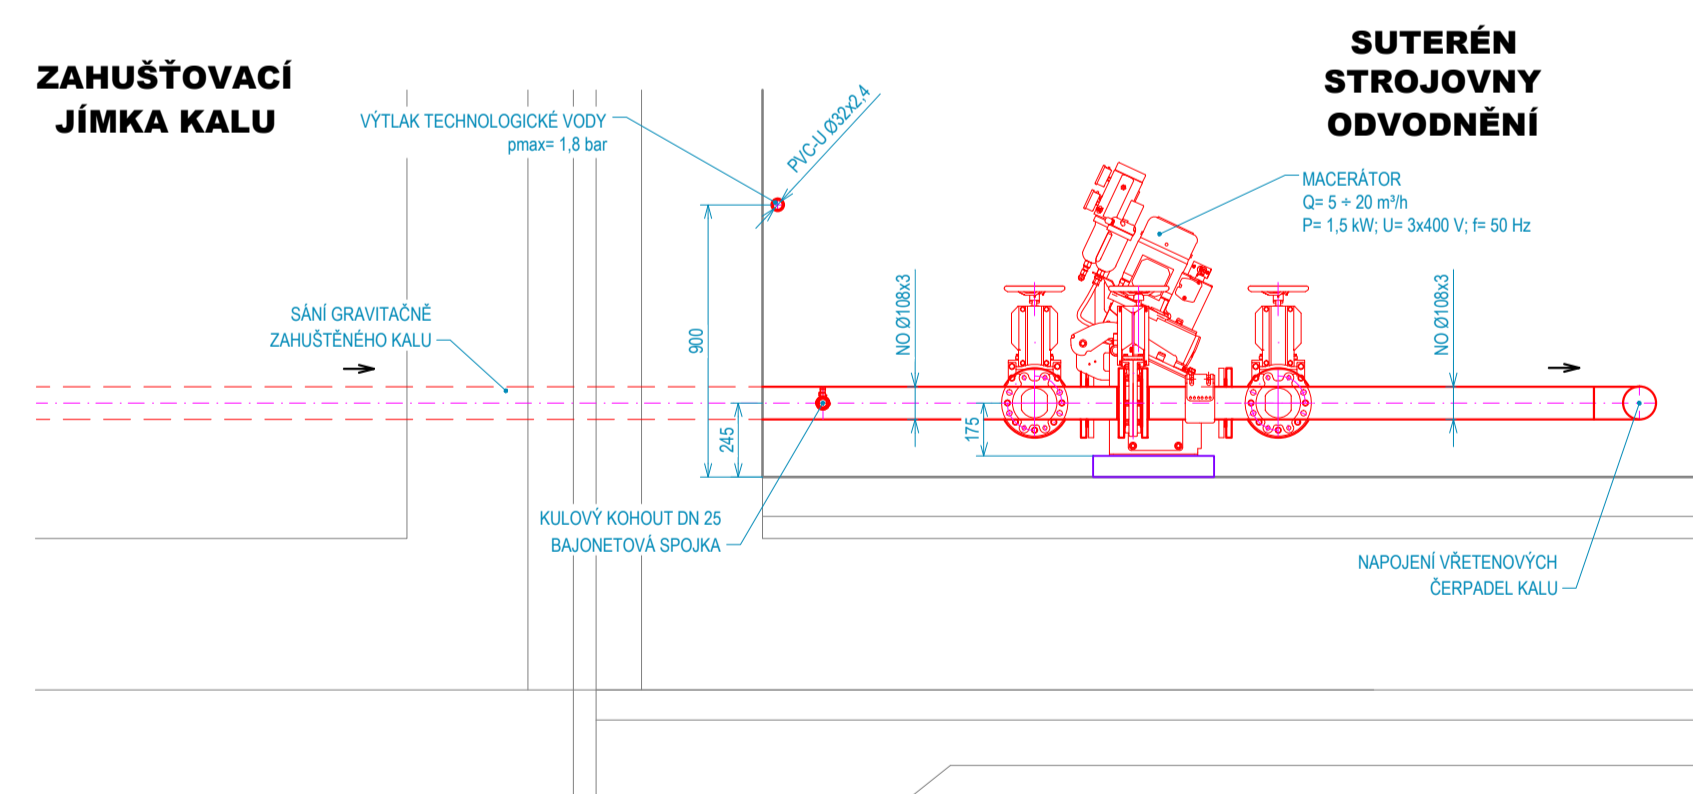 ZAHUŠŤOVACÍ
JÍMKA KALU
SUTERÉN
STROJOVNY
ODVODNĚNÍ
VÝTLAK TECHNOLOGICKÉ VODY
pmax= 1,8 bar
PVC-U Ø32x2,4
MACERÁTOR
Q= 5 ÷ 20 m³/h
P= 1,5 kW; U= 3x400 V; f= 50 Hz
SÁNÍ GRAVITAČNĚ
ZAHUŠTĚNÉHO KALU
900
NO Ø108x3
NO Ø108x3
245
175
KULOVÝ KOHOUT DN 25
BAJONETOVÁ SPOJKA
NAPOJENÍ VŘETENOVÝCH
ČERPADEL KALU